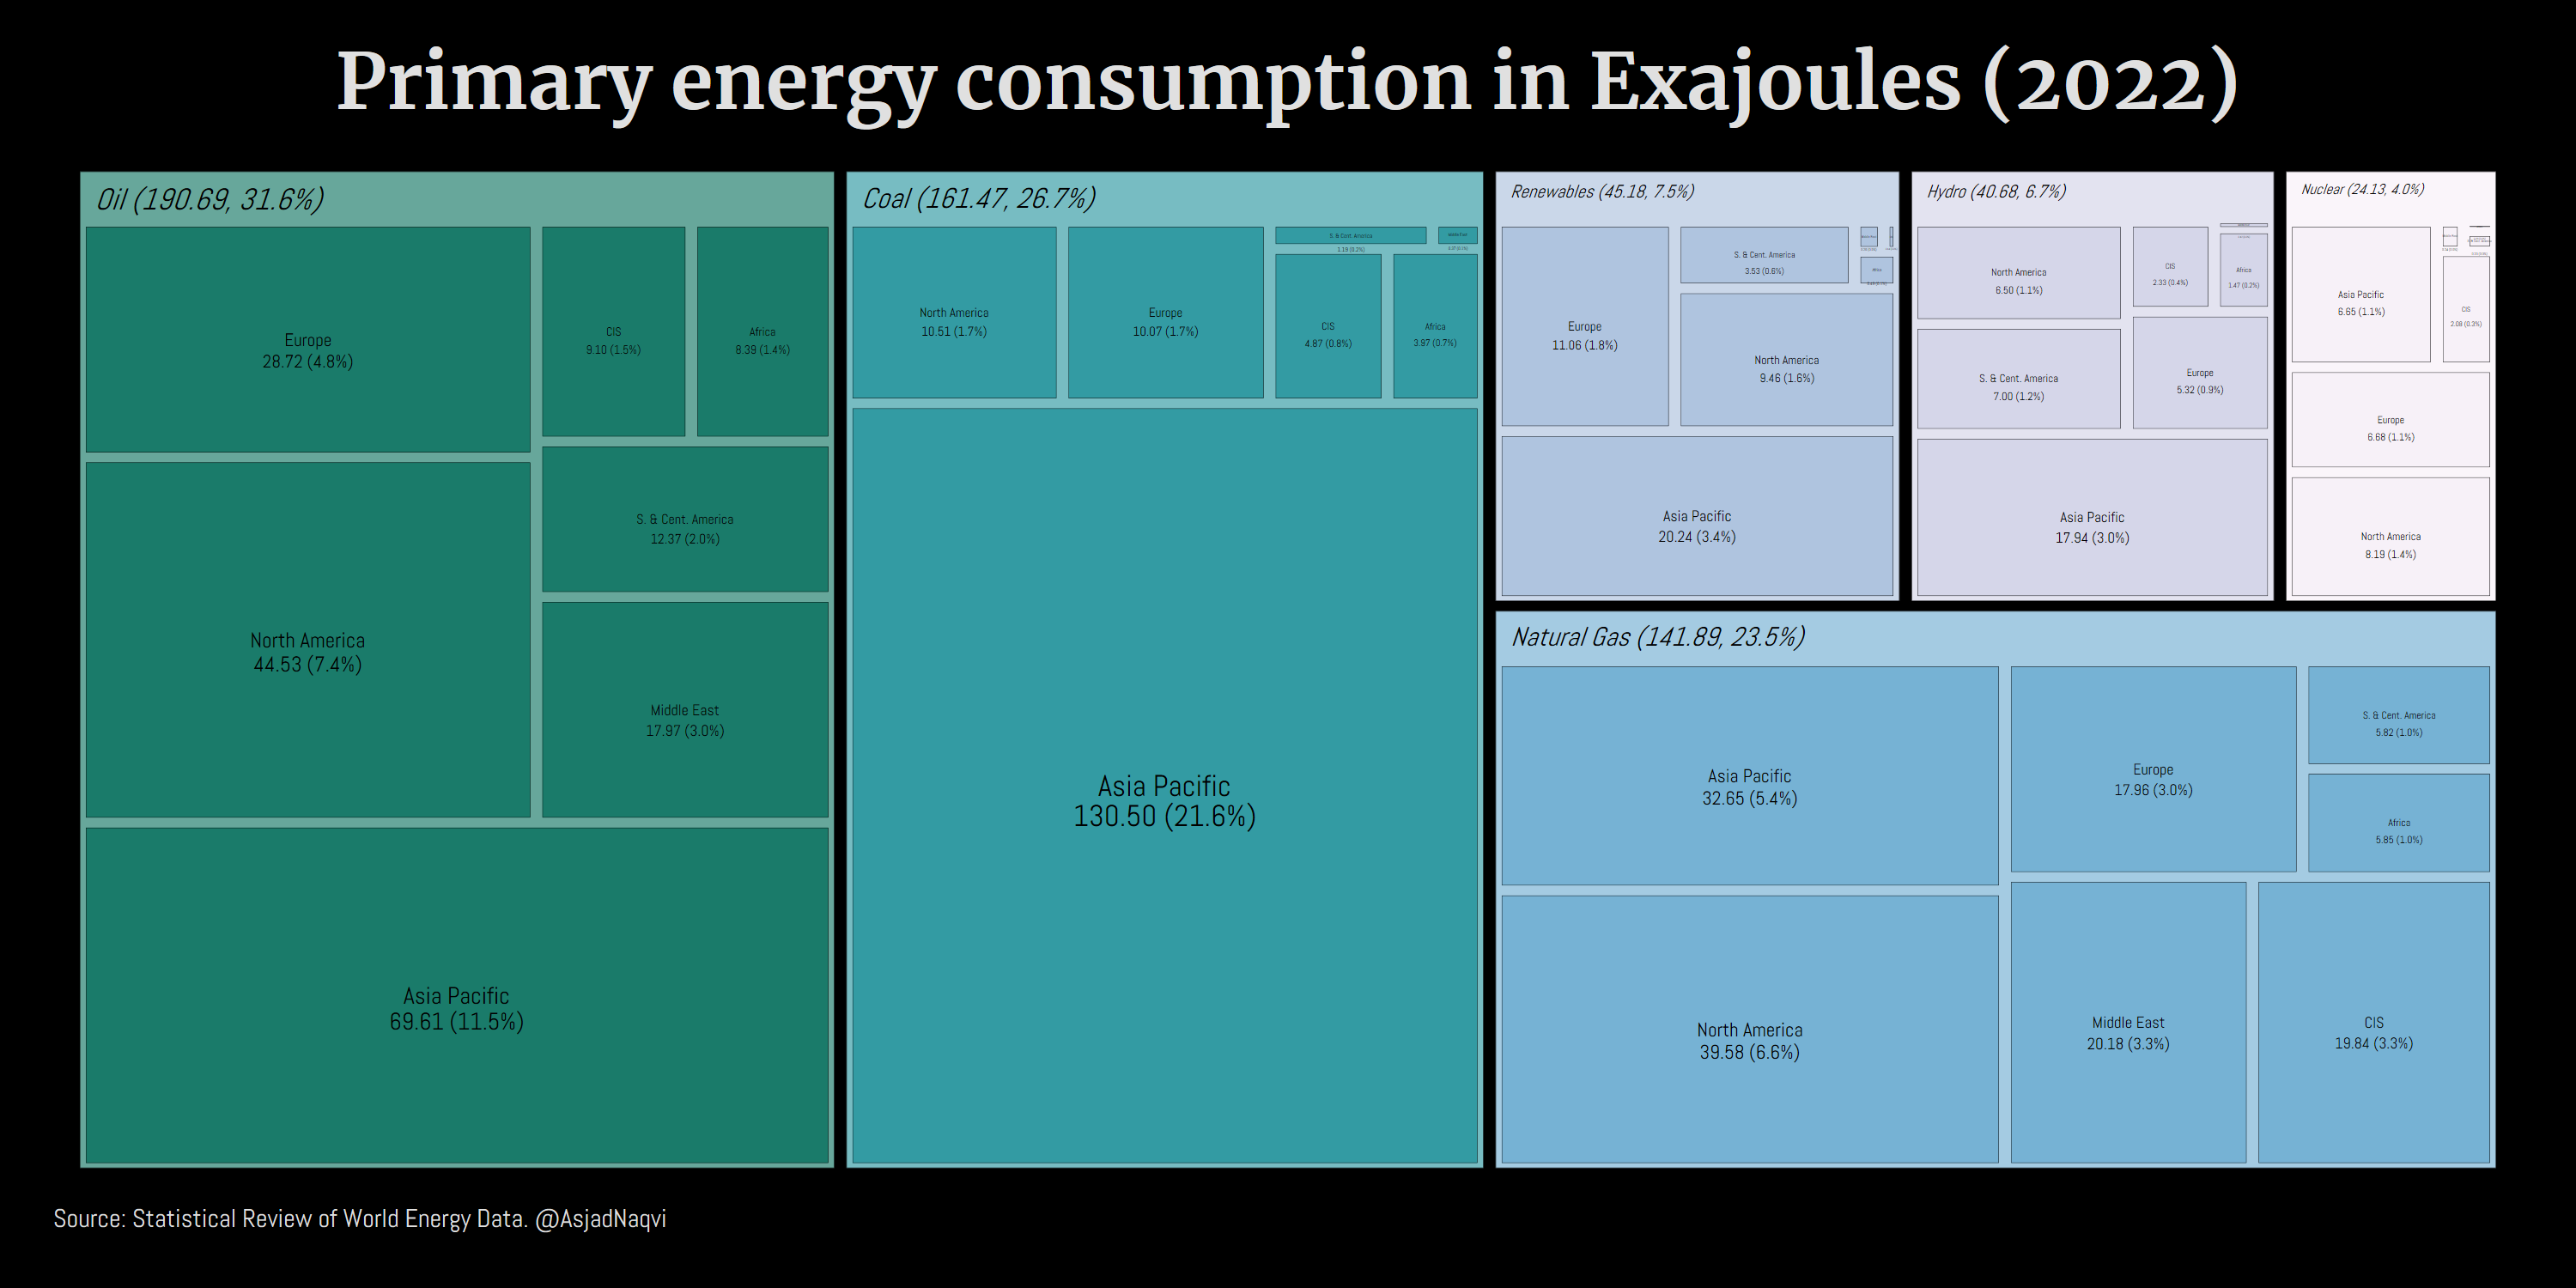 Primary energy consumption in Exajoules (2022)
Oil (190.69, 31.6%)
Europe
28.72 (4.8%)
CIS
9.10 (1.5%)
Africa
8.39 (1.4%)
North America
44.53 (7.4%)
S. & Cent. America
12.37 (2.0%)
Middle East
17.97 (3.0%)
Asia Pacific
69.61 (11.5%)
Coal (161.47, 26.7%)
North America
10.51 (1.7%)
Europe
10.07 (1.7%)
S. & Cent. America
1.19 (0.2%)
Middle East
CIS
4.87 (0.8%)
Africa
3.97 (0.7%)
Asia Pacific
130.50 (21.6%)
Renewables (45.18, 7.5%)
Europe
11.06 (1.8%)
S. & Cent. America
3.53 (0.6%)
Africa
North America
9.46 (1.6%)
Asia Pacific
20.24 (3.4%)
Hydro (40.68, 6.7%)
North America
6.50 (1.1%)
CIS
2.33 (0.4%)
Africa
1.47 (0.2%)
S. & Cent. America
7.00 (1.2%)
Europe
5.32 (0.9%)
Asia Pacific
17.94 (3.0%)
Nuclear (24.13, 4.0%)
Asia Pacific
6.65 (1.1%)
CIS
2.08 (0.3%)
Europe
6.68 (1.1%)
North America
8.19 (1.4%)
Natural Gas (141.89, 23.5%)
Asia Pacific
32.65 (5.4%)
Europe
17.96 (3.0%)
S. & Cent. America
5.82 (1.0%)
Africa
5.85 (1.0%)
North America
39.58 (6.6%)
Middle East
20.18 (3.3%)
CIS
19.84 (3.3%)
Source: Statistical Review of World Energy Data. @AsjadNaqvi